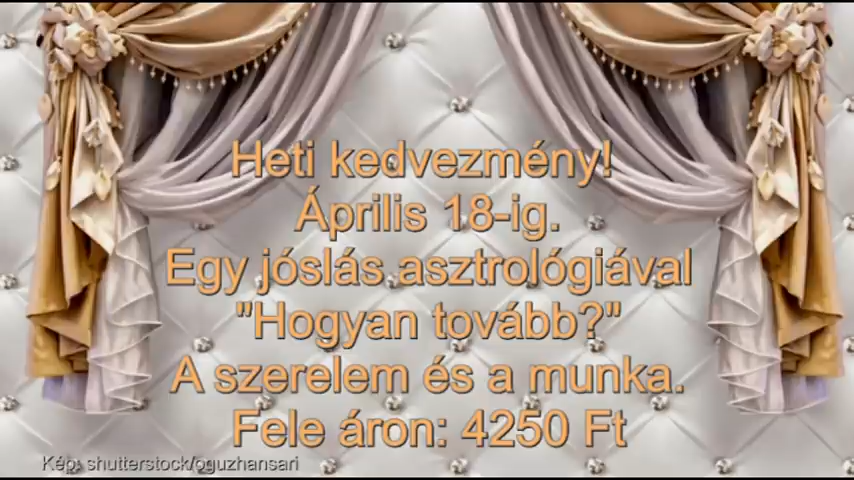 Heti kedvezmény!
Április 18-ig.
Egy jóslás asztrológiával
"Hogyan tovább?"
A szerelem és a munka.
Fele áron: 4250 Ft
Kép: shutterstock/oguzhansari